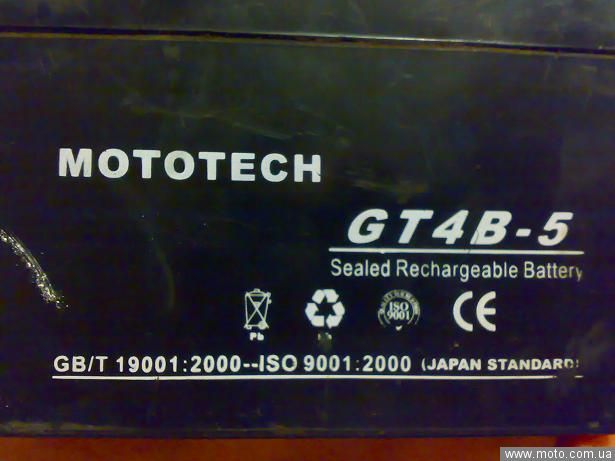 MOTOTECH
GT4B-5
Sealed Rechargeable Battery
Pb
ISO
9001
CE
GB/T 19001:2000--ISO 9001:2000 (JAPAN STANDARD)
www.moto.com.ua